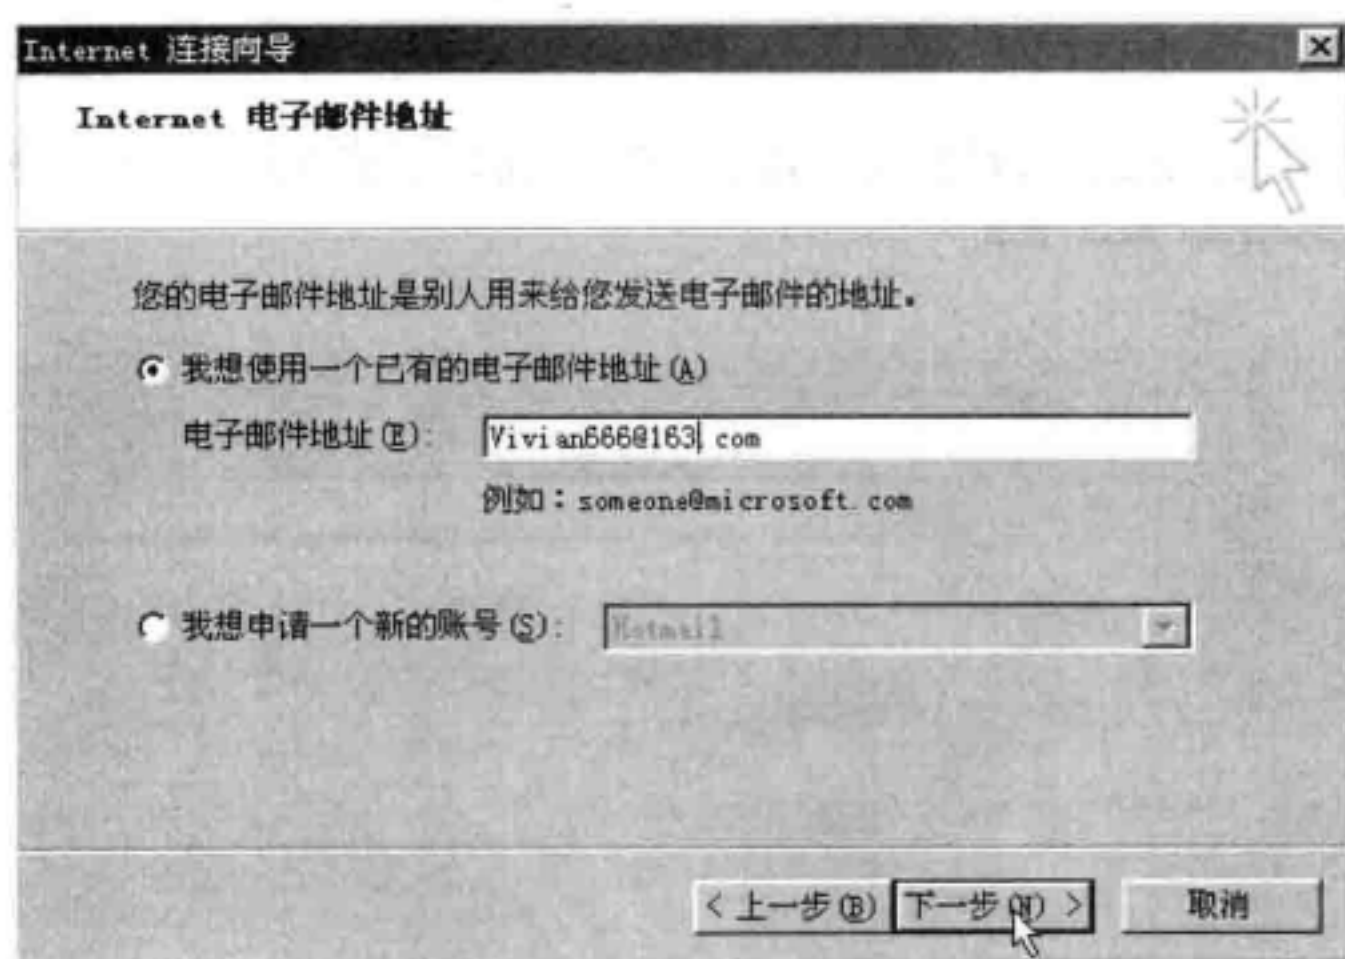 Internet 连接向导
Internet 电子邮件地址
您的电子邮件地址是别人用来给您发送电子邮件的地址。
我想使用一个已有的电子邮件地址(A)
电子邮件地址(E): Vivian666@163.com
例如：someone@microsoft.com
我想申请一个新的账号(S): Hotmail
< 上一步(B) 下一步(N) > 取消